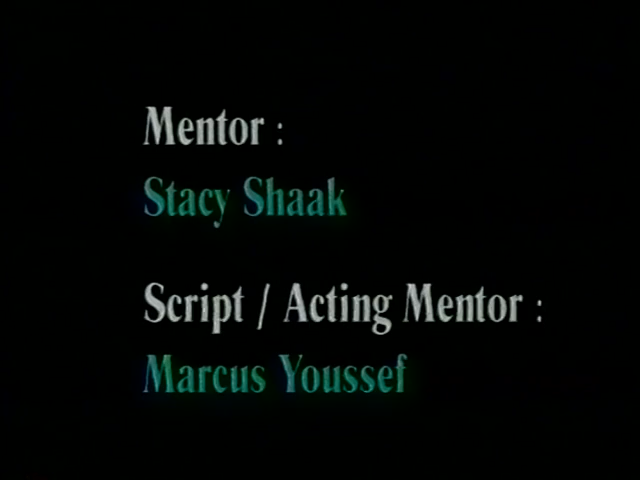 Mentor :
Stacy Shaak
Script / Acting Mentor :
Marcus Youssef